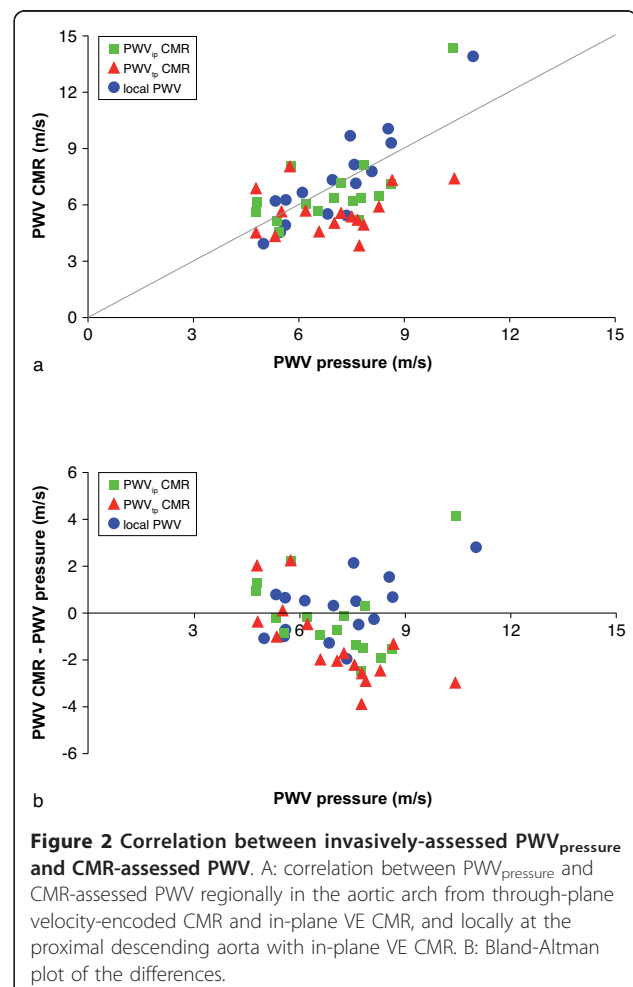 15
12
9
6
3
0
PWV CMR (m/s)
PWVip CMR
PWVtp CMR
local PWV
0 3 6 9 12 15
PWV pressure (m/s)
a
6
4
2
0
-2
-4
-6
PWV CMR - PWV pressure (m/s)
PWVip CMR
PWVtp CMR
local PWV
3 6 9 12 15
PWV pressure (m/s)
b
Figure 2 Correlation between invasively-assessed PWVpressure
and CMR-assessed PWV. A: correlation between PWVpressure and
CMR-assessed PWV regionally in the aortic arch from through-plane
velocity-encoded CMR and in-plane VE CMR, and locally at the
proximal descending aorta with in-plane VE CMR. B: Bland-Altman
plot of the differences.